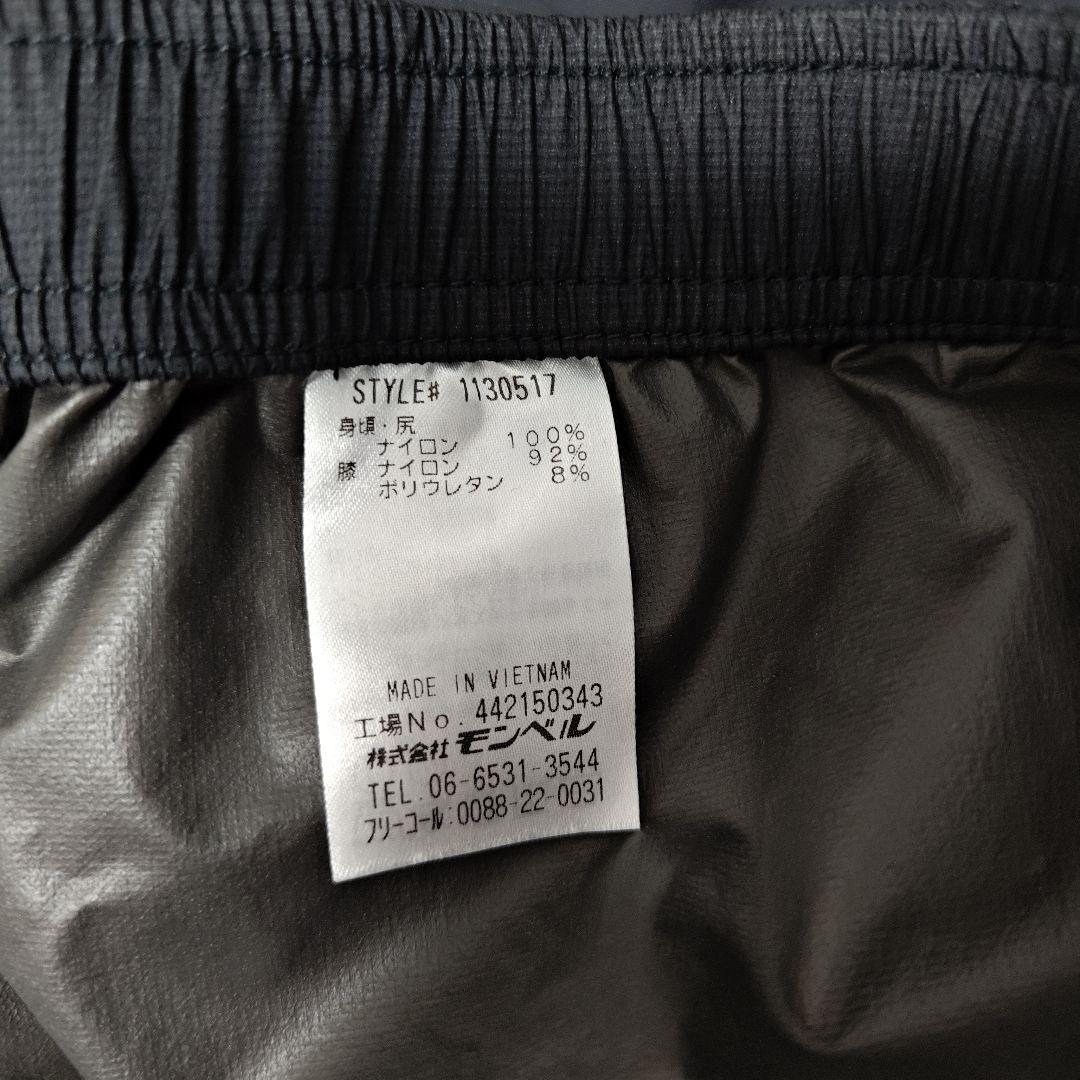 STYLE# 1130517
身頃・尻
ナイロン 100%
膝 ナイロン 92%
ポリウレタン 8%
MADE IN VIETNAM
工場No.442150343
株式会社モンベル
TEL.06-6531-3544
フリーコール:0088-22-0031